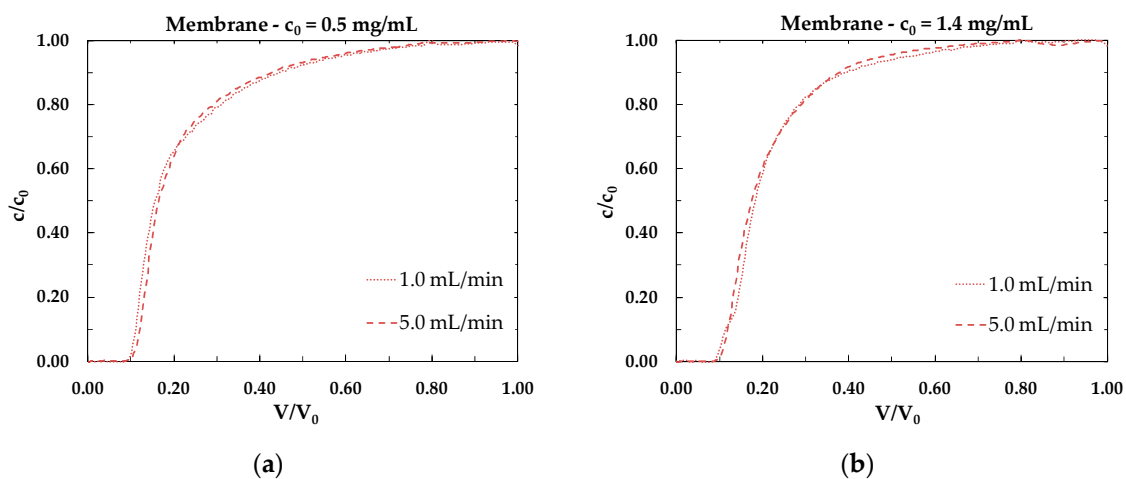 Membrane - c₀ = 0.5 mg/mL
1.00
0.80
0.60
0.40
0.20
0.00
c/c₀
1.0 mL/min
5.0 mL/min
0.00 0.20 0.40 0.60 0.80 1.00
V/V₀
(a)
Membrane - c₀ = 1.4 mg/mL
1.00
0.80
0.60
0.40
0.20
0.00
c/c₀
1.0 mL/min
5.0 mL/min
0.00 0.20 0.40 0.60 0.80 1.00
V/V₀
(b)